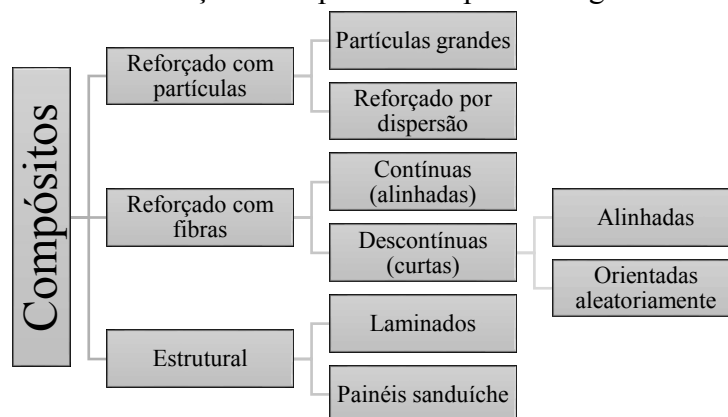 Compósitos
Reforçado com
partículas
Partículas grandes
Reforçado por
dispersão
Reforçado com
fibras
Contínuas
(alinhadas)
Descontínuas
(curtas)
Alinhadas
Orientadas
aleatoriamente
Estrutural
Laminados
Painéis sanduíche